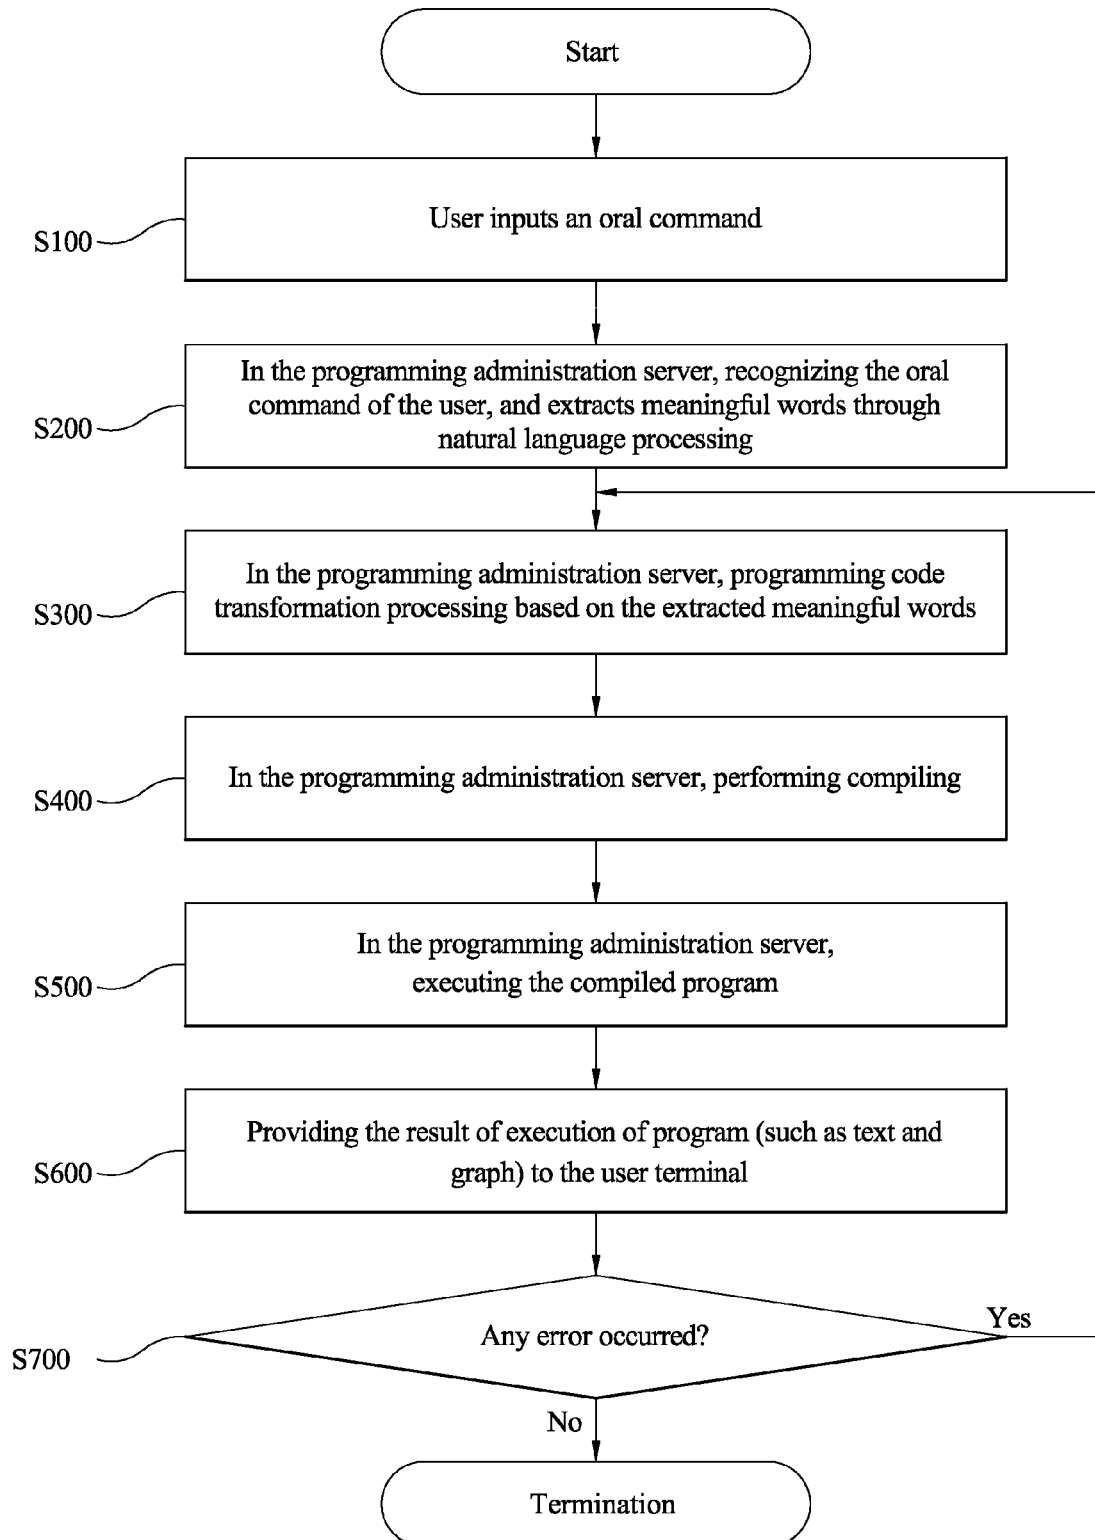 Start
User inputs an oral command
S100
In the programming administration server, recognizing the oral
command of the user, and extracts meaningful words through
natural language processing
S200
In the programming administration server, programming code
transformation processing based on the extracted meaningful words
S300
In the programming administration server, performing compiling
S400
In the programming administration server,
executing the compiled program
S500
Providing the result of execution of program (such as text and
graph) to the user terminal
S600
Any error occurred?
Yes
S700
No
Termination